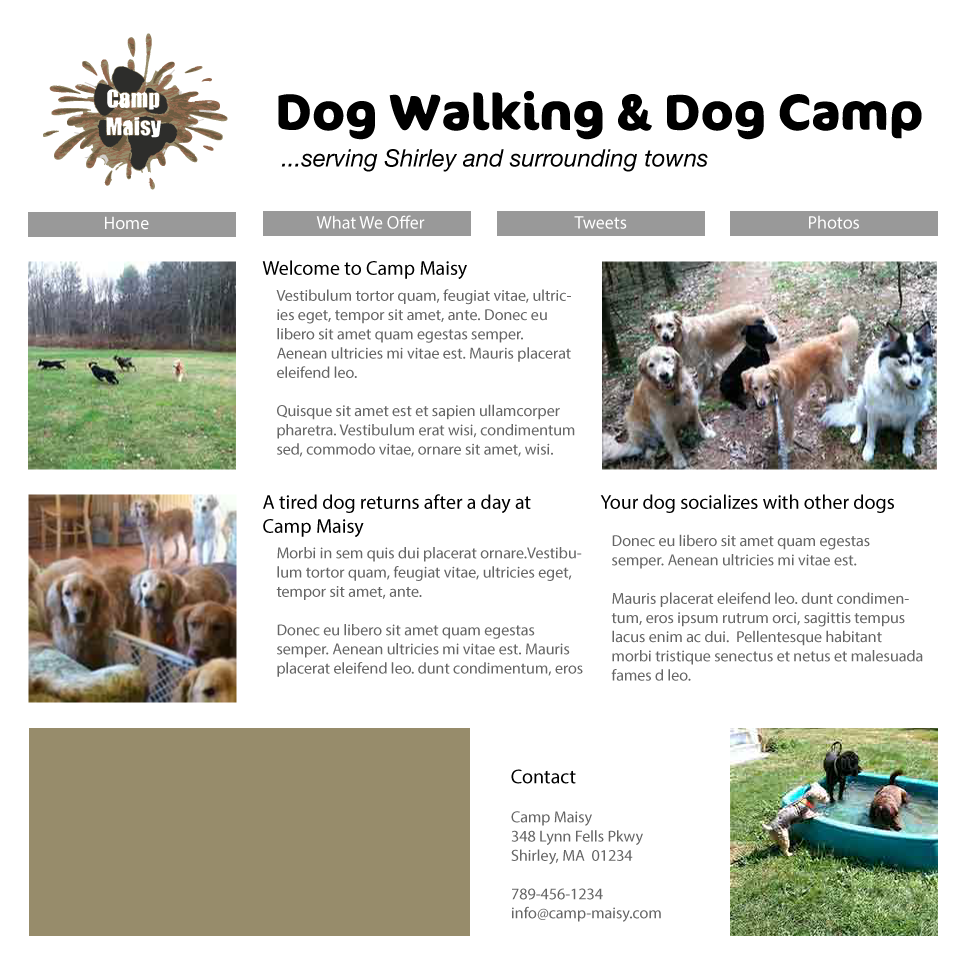 Camp
Maisy
Dog Walking & Dog Camp
...serving Shirley and surrounding towns
Home
What We Offer
Tweets
Photos
Welcome to Camp Maisy
Vestibulum tortor quam, feugiat vitae, ultric-
ies eget, tempor sit amet, ante. Donec eu
libero sit amet quam egestas semper.
Aenean ultricies mi vitae est. Mauris placerat
eleifend leo.
Quisque sit amet est et sapien ullamcorper
pharetra. Vestibulum erat wisi, condimentum
sed, commodo vitae, ornare sit amet, wisi.
A tired dog returns after a day at
Camp Maisy
Morbi in sem quis dui placerat ornare.Vestibu-
lum tortor quam, feugiat vitae, ultricies eget,
tempor sit amet, ante.
Donec eu libero sit amet quam egestas
semper. Aenean ultricies mi vitae est. Mauris
placerat eleifend leo. dunt condimentum, eros
Your dog socializes with other dogs
Donec eu libero sit amet quam egestas
semper. Aenean ultricies mi vitae est.
Mauris placerat eleifend leo. dunt condimen-
tum, eros ipsum rutrum orci, sagittis tempus
lacus enim ac dui.  Pellentesque habitant
morbi tristique senectus et netus et malesuada
fames d leo.
Contact
Camp Maisy
348 Lynn Fells Pkwy
Shirley, MA  01234
789-456-1234
info@camp-maisy.com